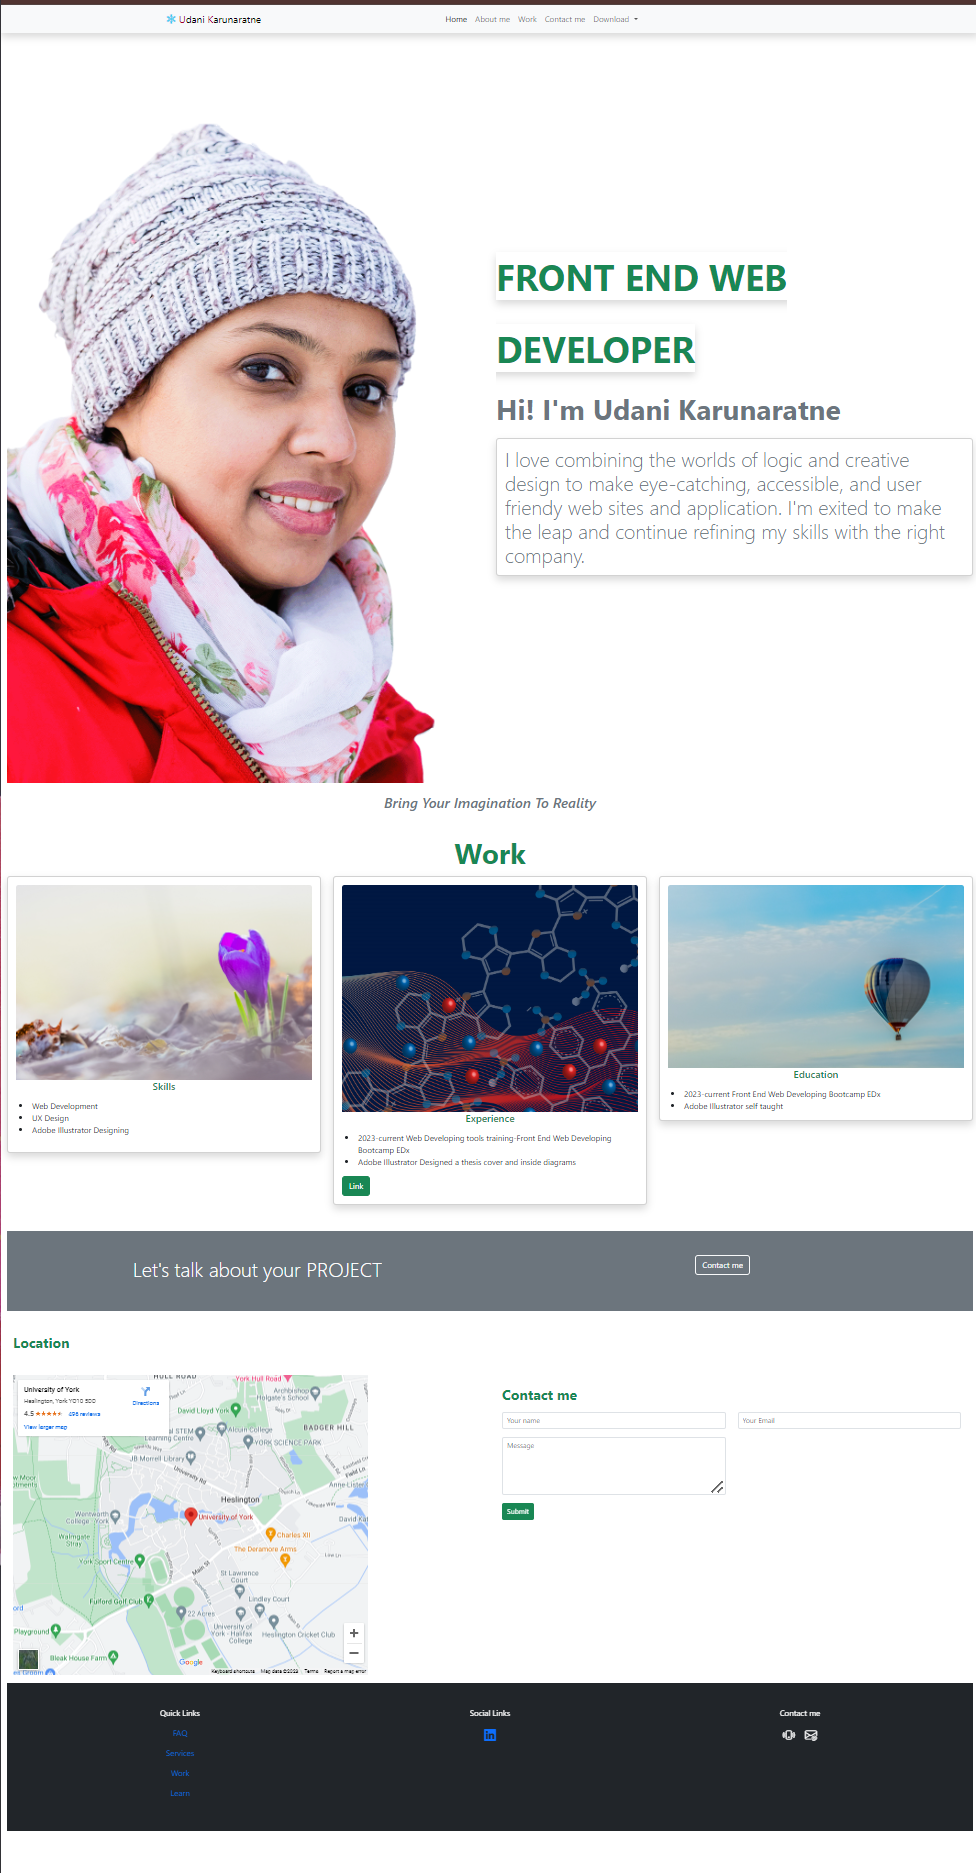 Udani Karunaratne
Home About me Work Contact me Download
FRONT END WEB
DEVELOPER
Hi! I'm Udani Karunaratne
I love combining the worlds of logic and creative
design to make eye-catching, accessible, and user
friendy web sites and application. I'm exited to make
the leap and continue refining my skills with the right
company.
Bring Your Imagination To Reality
Work
Skills
Web Development
UX Design
Adobe Illustrator Designing
Experience
2023-current Web Developing tools training-Front End Web Developing
Bootcamp EDx
Adobe Illustrator Designed a thesis cover and inside diagrams
Link
Education
2023-current Front End Web Developing Bootcamp EDx
Adobe Illustrator self taught
Let's talk about your PROJECT
Contact me
Location
University of York
Heslington, York YO10 5DD
4.5 496 reviews
View larger map
Directions
HULL ROAD
York Hull Road
Archbishop
Holgate's School
David Lloyd York
BADGER HILL
STEM
Learning Centre
Alcuin College
YORK SCIENCE PARK
JB Morrell Library
Field Ln
Anne Lister
University Rd
Heslington
Wentworth
College - York
University of York
David Ka
Walmgate
Stray
Charles XII
The Deramore Arms
Low Ln
York Sport Centre
Main St
St Lawrence
Court
Fulford Golf Club
Lindley Court
22 Acres
University of
York - Halifax
College
Heslington Cricket Club
Playground
Bleak House Farm
Google
Keyboard shortcuts Map data ©2023 Terms Report a map error
Contact me
Your name
Your Email
Message
Submit
Quick Links
FAQ
Services
Work
Learn
Social Links
Contact me